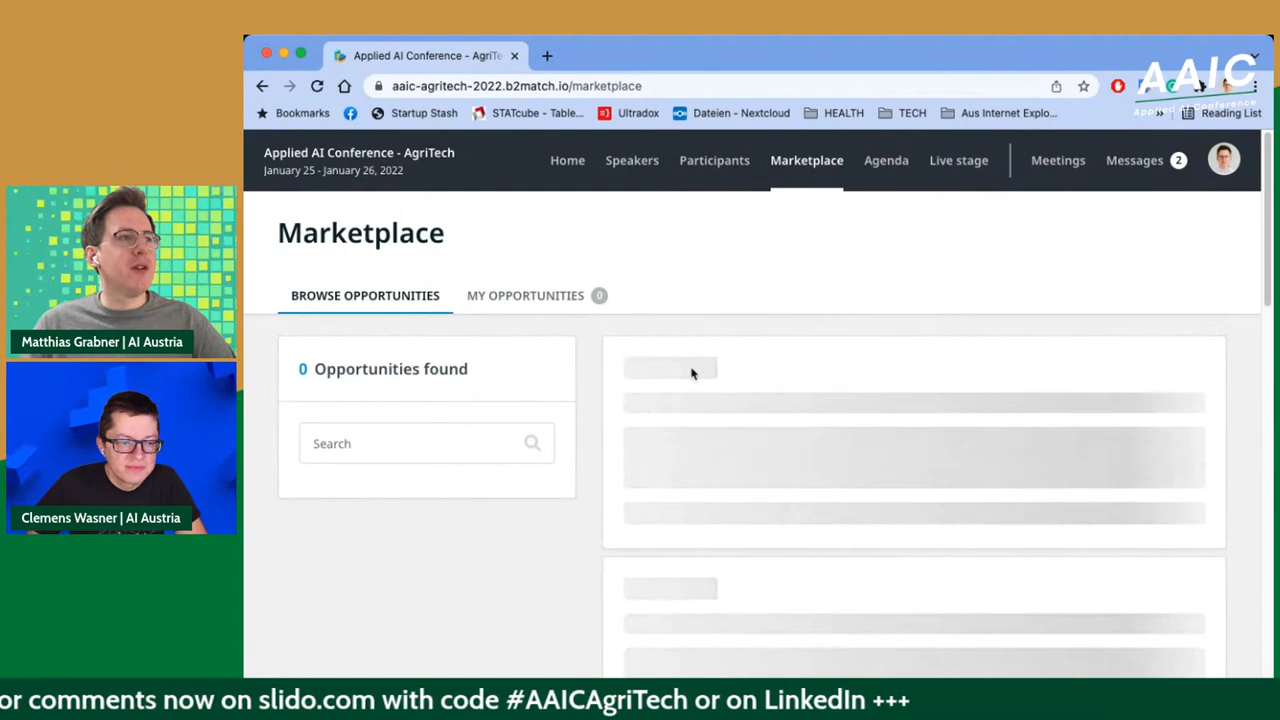 Applied AI Conference - AgriTe
AAIC
Applied AI Conference
aaic-agritech-2022.b2match.io/marketplace
Bookmarks
Startup Stash
STATcube - Table...
Ultradox
Dateien - Nextcloud
HEALTH
TECH
Aus Internet Explo...
»
Reading List
Applied AI Conference - AgriTech
January 25 - January 26, 2022
Home
Speakers
Participants
Marketplace
Agenda
Live stage
Meetings
Messages 2
Marketplace
BROWSE OPPORTUNITIES
MY OPPORTUNITIES 0
0 Opportunities found
Search
Matthias Grabner | AI Austria
Clemens Wasner | AI Austria
or comments now on slido.com with code #AAICAgriTech or on LinkedIn +++